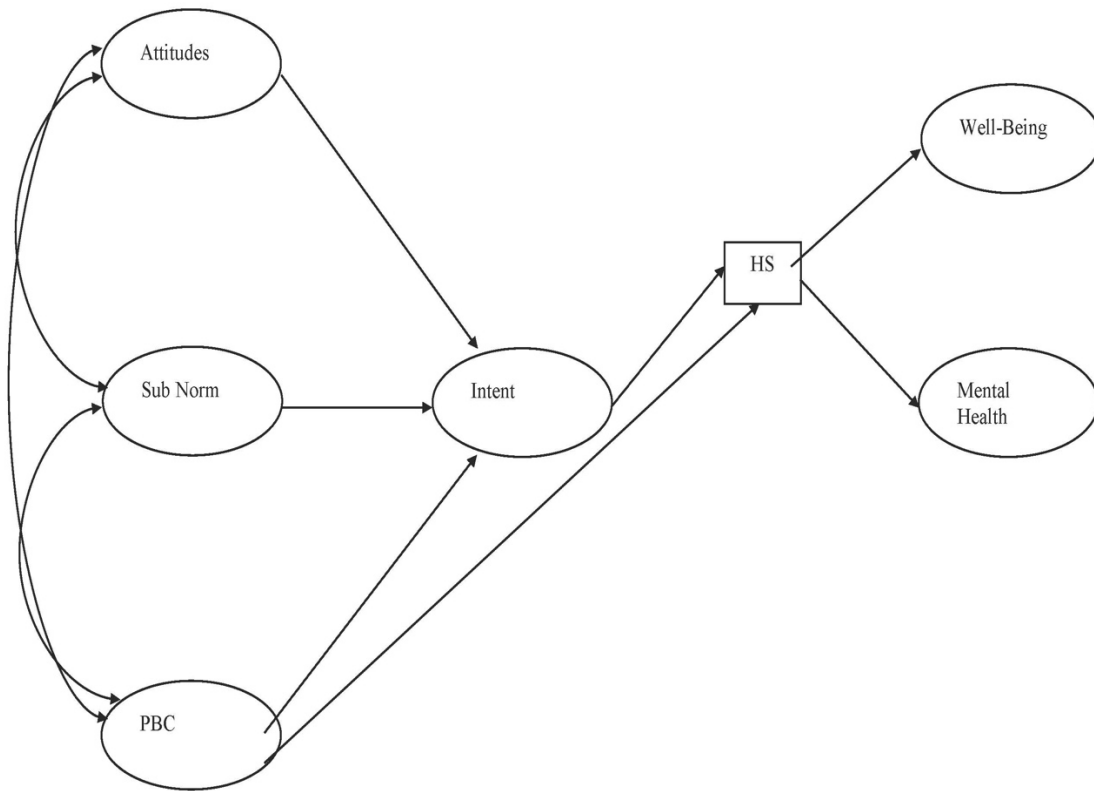 Attitudes
Well-Being
HS
Sub Norm
Intent
Mental
Health
PBC